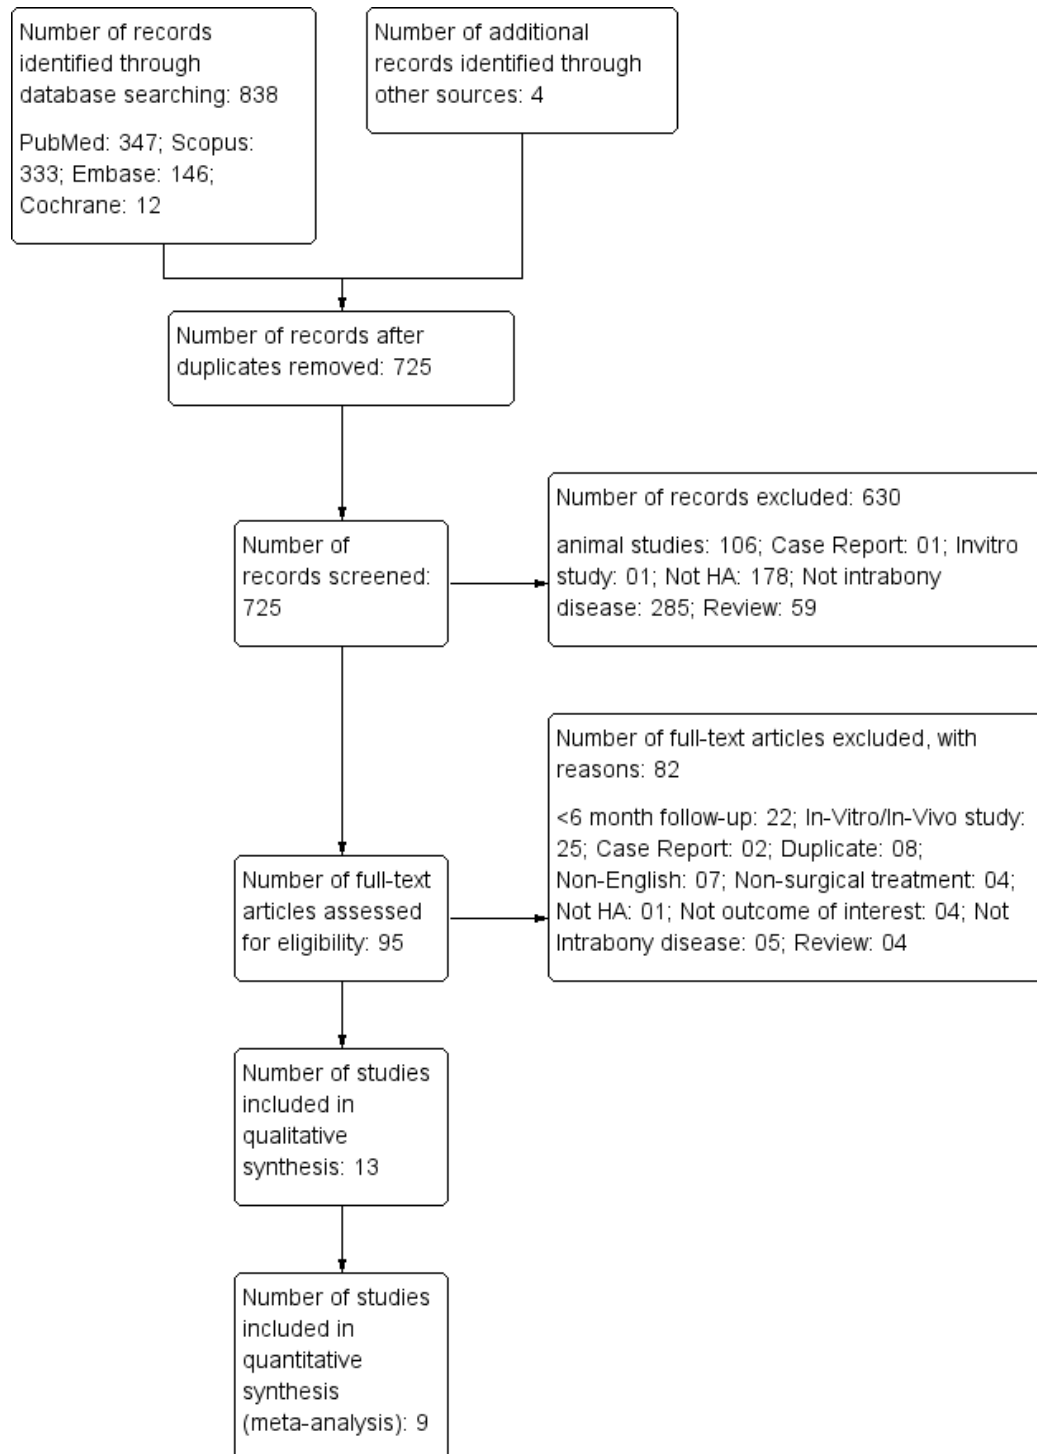 Number of records
identified through
database searching: 838
PubMed: 347; Scopus:
333; Embase: 146;
Cochrane: 12
Number of additional
records identified through
other sources: 4
Number of records after
duplicates removed: 725
Number of
records screened:
725
Number of records excluded: 630
animal studies: 106; Case Report: 01; Invitro
study: 01; Not HA: 178; Not intrabony
disease: 285; Review: 59
Number of full-text
articles assessed
for eligibility: 95
Number of full-text articles excluded, with
reasons: 82
<6 month follow-up: 22; In-Vitro/In-Vivo study:
25; Case Report: 02; Duplicate: 08;
Non-English: 07; Non-surgical treatment: 04;
Not HA: 01; Not outcome of interest: 04; Not
Intrabony disease: 05; Review: 04
Number of studies
included in
qualitative
synthesis: 13
Number of studies
included in
quantitative
synthesis
(meta-analysis): 9